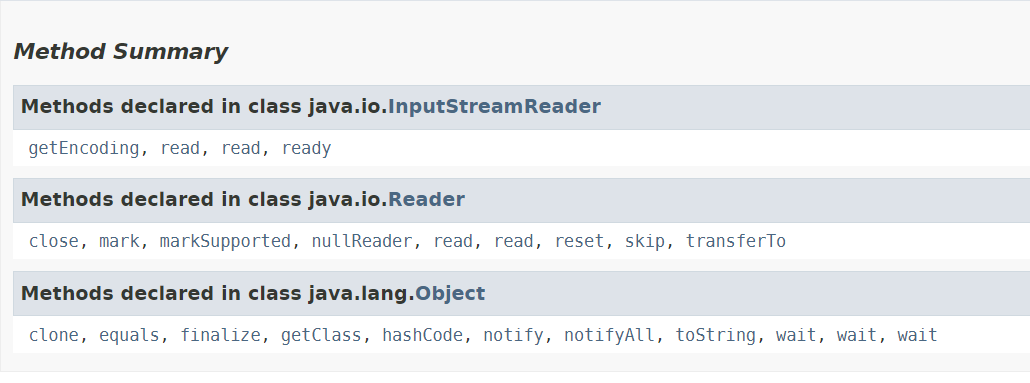 Method Summary
Methods declared in class java.io.InputStreamReader
getEncoding, read, read, ready
Methods declared in class java.io.Reader
close, mark, markSupported, nullReader, read, read, reset, skip, transferTo
Methods declared in class java.lang.Object
clone, equals, finalize, getClass, hashCode, notify, notifyAll, toString, wait, wait, wait